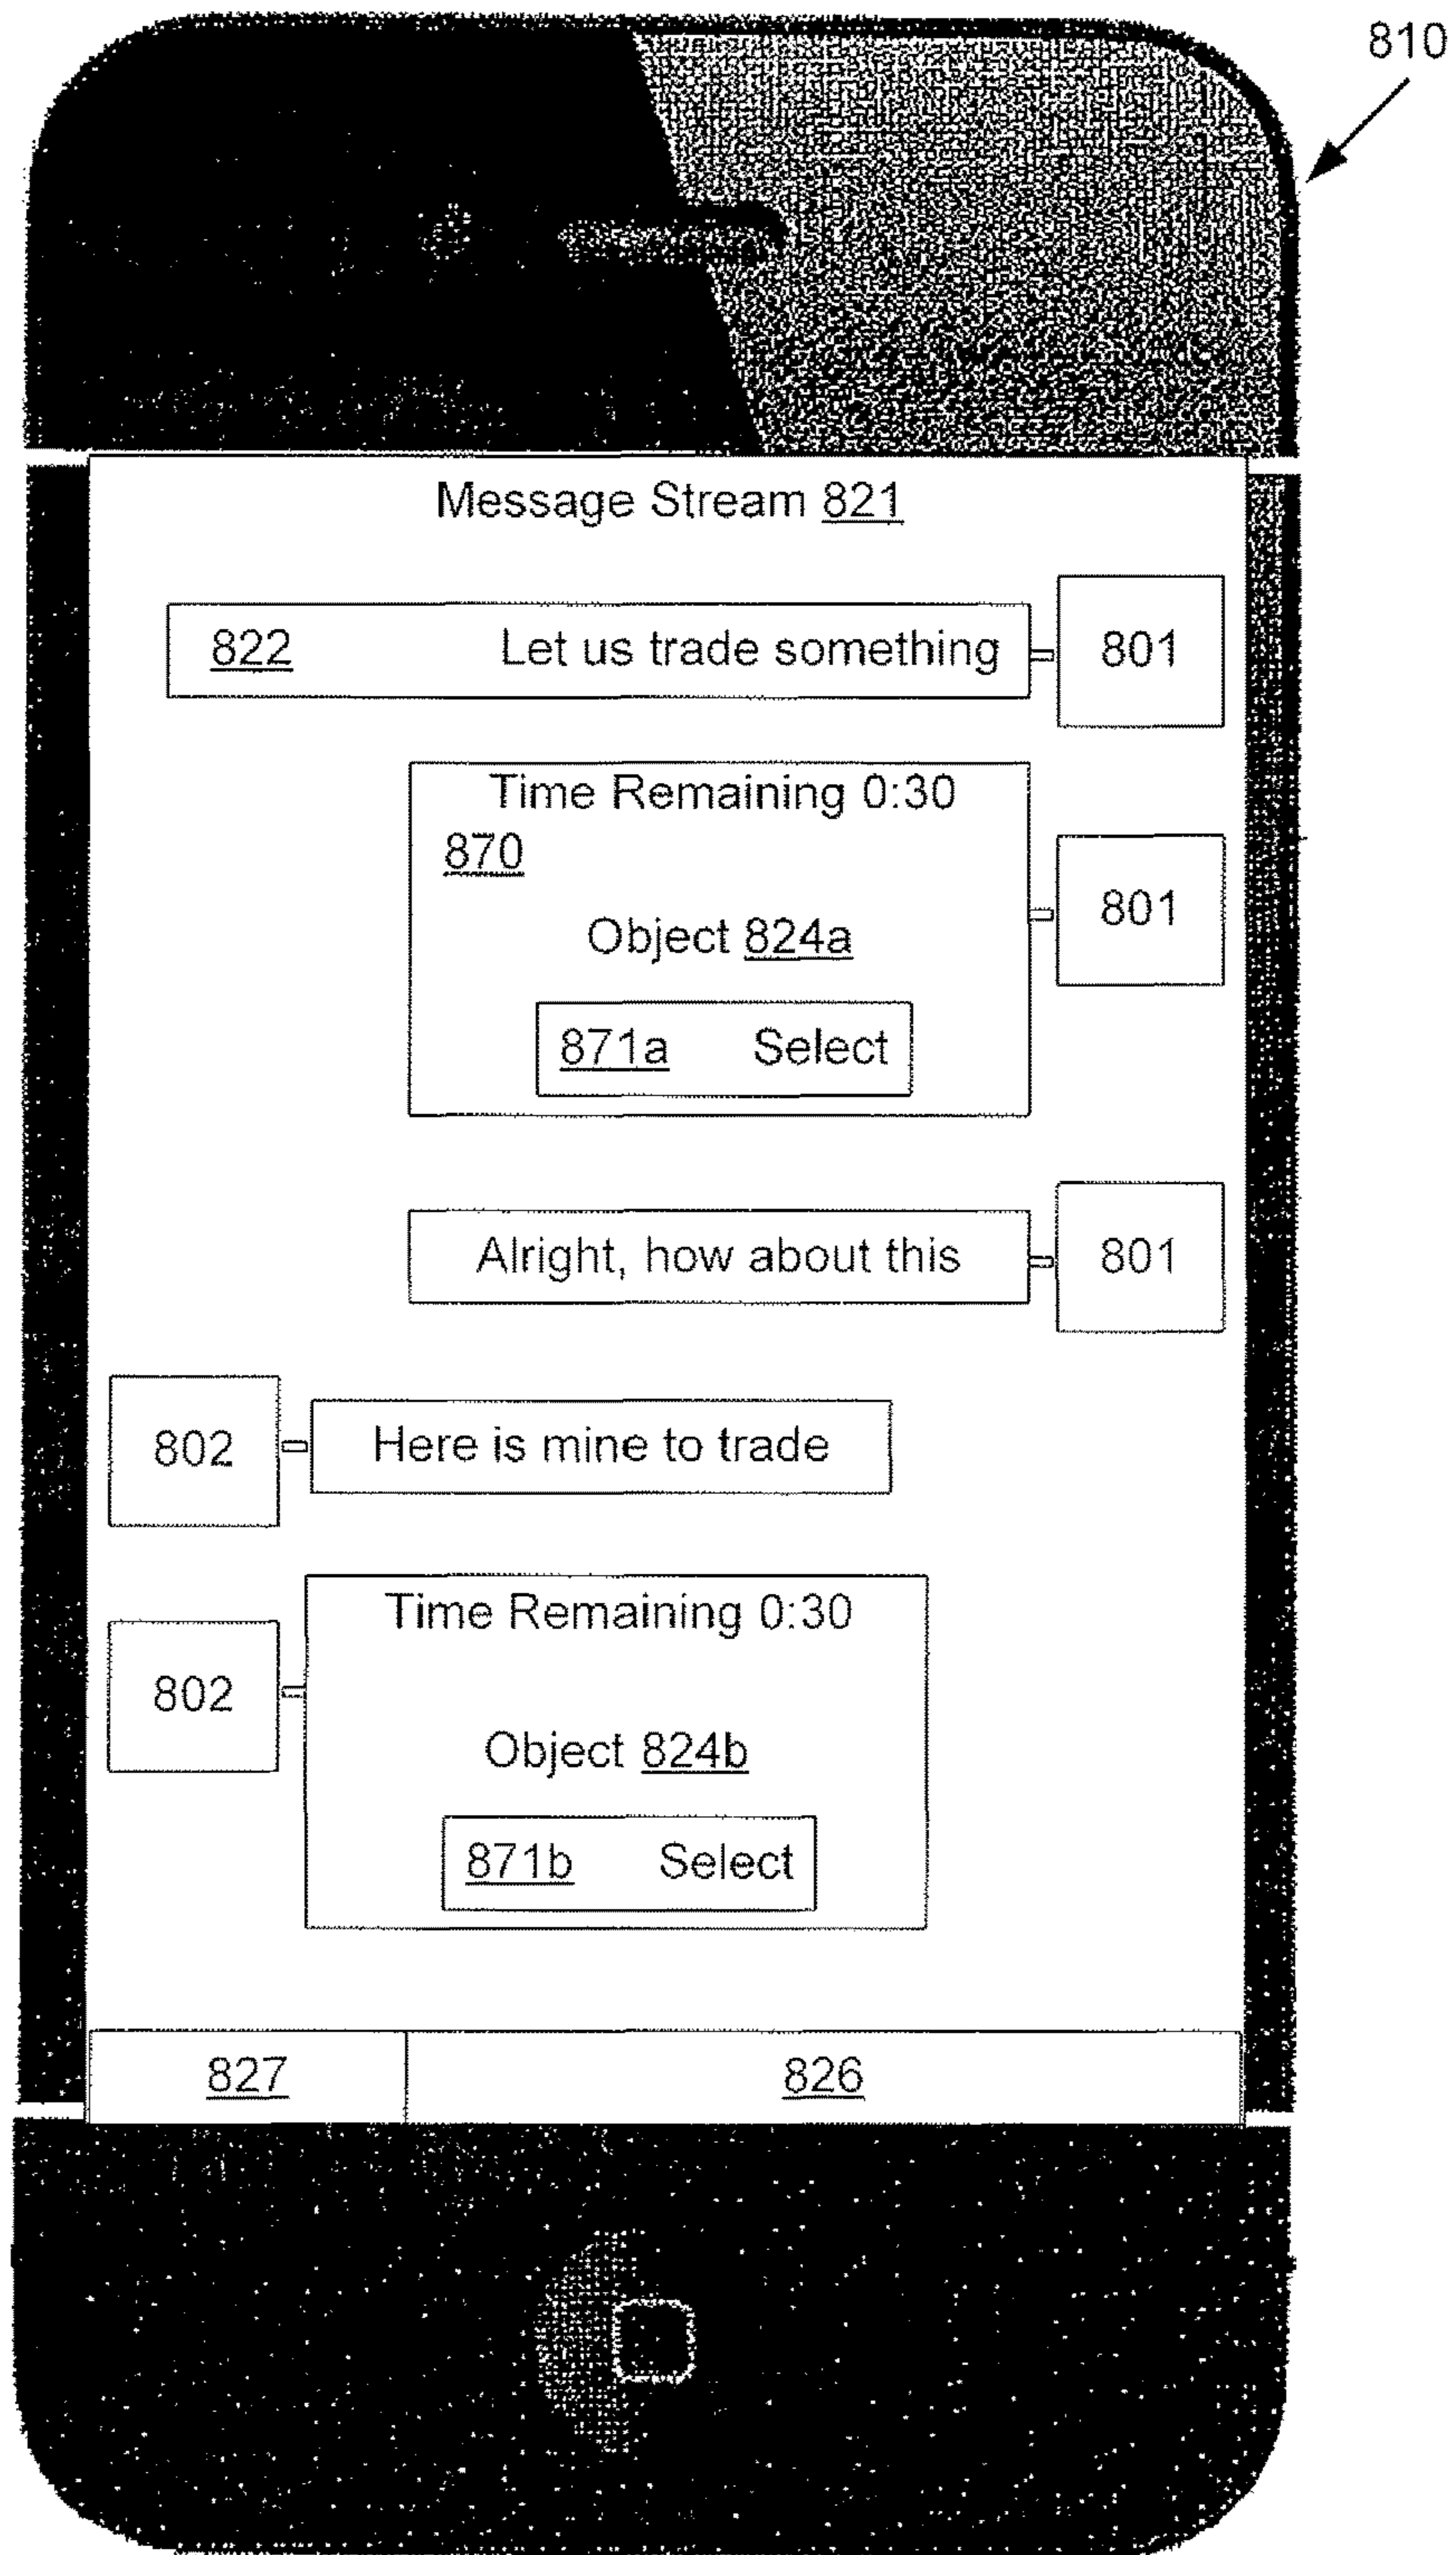 810
Message Stream 821
822 Let us trade something 801
Time Remaining 0:30
870
801
Object 824a
871a Select
Alright, how about this 801
802 Here is mine to trade
Time Remaining 0:30
802
Object 824b
871b Select
827 826